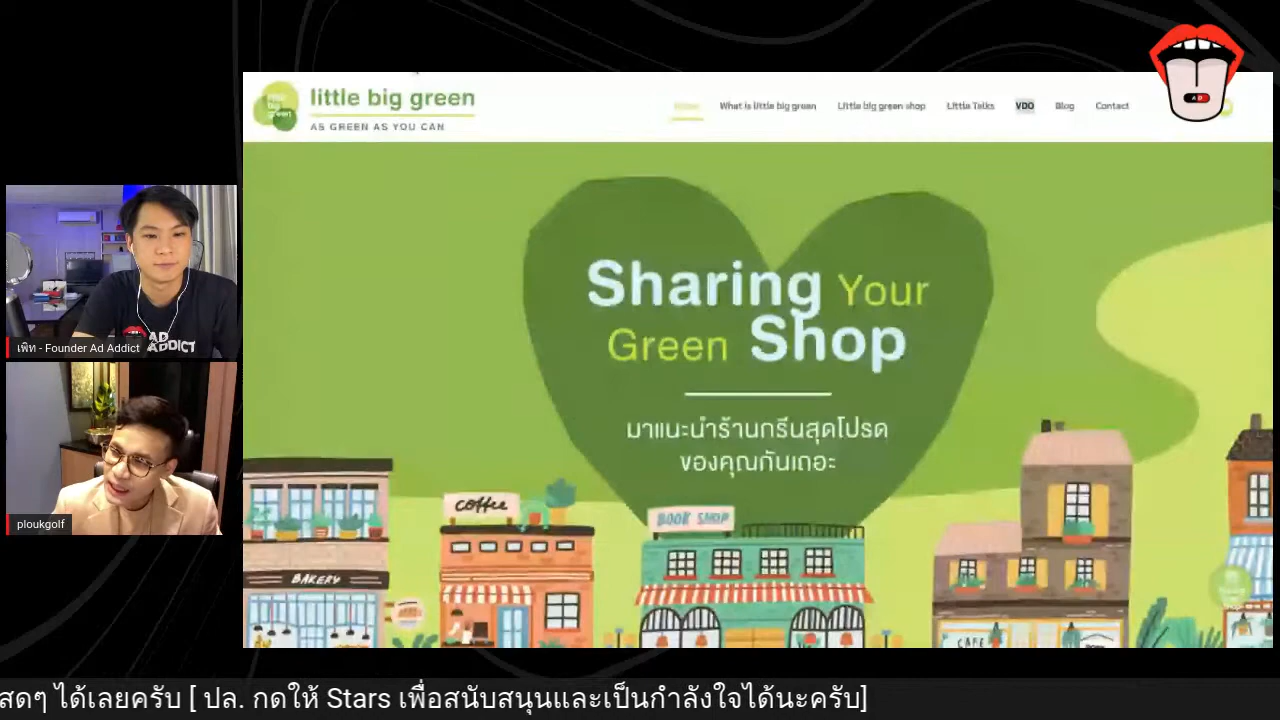 little big green
AS GREEN AS YOU CAN
Home
What is little big green
Little big green shop
Little Talks
VDO
Blog
Contact
AD
Sharing Your
Green Shop
มาแนะนำร้านกรีนสุดโปรด
ของคุณกันเถอะ
coffee
BOOK SHOP
BAKERY
CAFE
AD
ADDICT
เพิท - Founder Ad Addict
ploukgolf
สดๆ ได้เลยครับ [ ปล. กดให้ Stars เพื่อสนับสนุนและเป็นกำลังใจได้นะครับ]